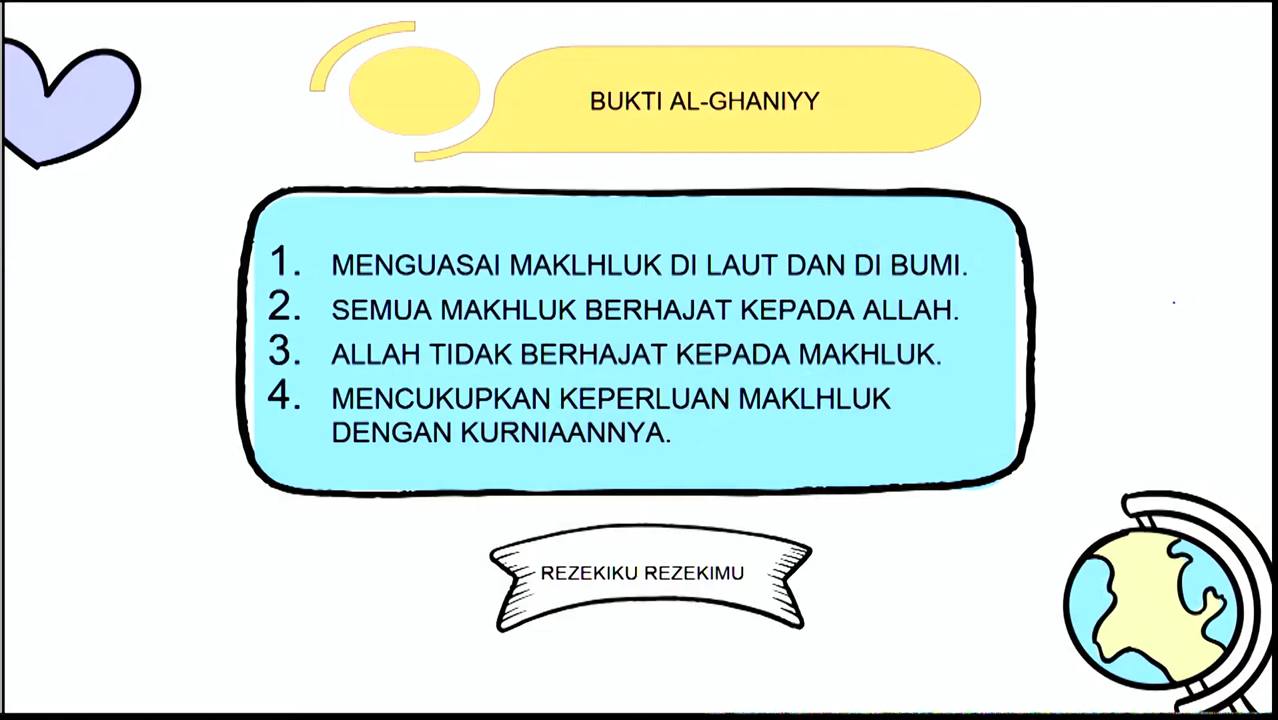 BUKTI AL-GHANIYY
1. MENGUASAI MAKLHLUK DI LAUT DAN DI BUMI.
2. SEMUA MAKHLUK BERHAJAT KEPADA ALLAH.
3. ALLAH TIDAK BERHAJAT KEPADA MAKHLUK.
4. MENCUKUPKAN KEPERLUAN MAKLHLUK
DENGAN KURNIAANNYA.
REZEKIKU REZEKIMU